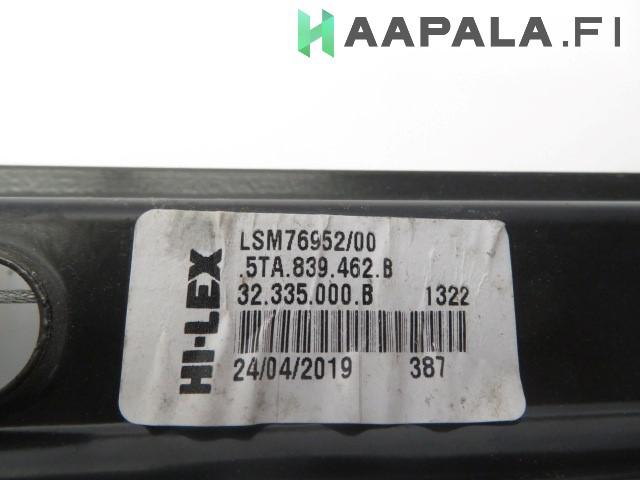 HAAPALA.FI
HI-LEX
LSM76952/00
.5TA.839.462.B
32.335.000.B 1322
24/04/2019 387